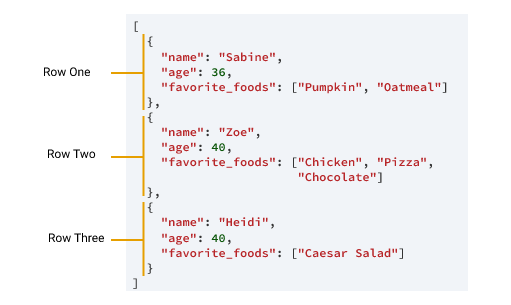 [
{
"name": "Sabine",
Row One
"age": 36,
"favorite_foods": ["Pumpkin", "Oatmeal"]
},
{
"name": "Zoe",
"age": 40,
Row Two
"favorite_foods": ["Chicken", "Pizza",
"Chocolate"]
},
{
"name": "Heidi",
Row Three
"age": 40,
"favorite_foods": ["Caesar Salad"]
}
]